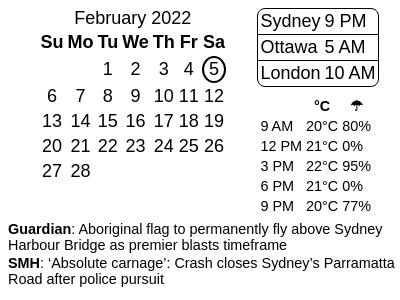 February 2022
Su Mo Tu We Th Fr Sa
1 2 3 4 5
6 7 8 9 10 11 12
13 14 15 16 17 18 19
20 21 22 23 24 25 26
27 28
Sydney 9 PM
Ottawa 5 AM
London 10 AM
°C ☂
9 AM 20°C 80%
12 PM 21°C 0%
3 PM 22°C 95%
6 PM 21°C 0%
9 PM 20°C 77%
Guardian: Aboriginal flag to permanently fly above Sydney
Harbour Bridge as premier blasts timeframe
SMH: ‘Absolute carnage’: Crash closes Sydney’s Parramatta
Road after police pursuit